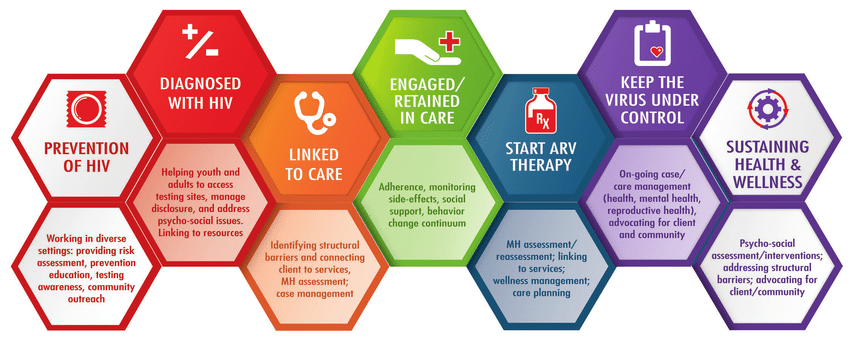 PREVENTION
OF HIV
Working in diverse
settings: providing risk
assessment, prevention
education, testing
awareness, community
outreach
DIAGNOSED
WITH HIV
Helping youth and
adults to access
testing sites, manage
disclosure, and address
psycho-social issues.
Linking to resources
LINKED
TO CARE
Identifying structural
barriers and connecting
client to services,
MH assessment;
case management
ENGAGED/
RETAINED
IN CARE
Adherence, monitoring
side-effects, social
support, behavior
change continuum
Rx
START ARV
THERAPY
MH assessment/
reassessment; linking
to services;
wellness management;
care planning
KEEP THE
VIRUS UNDER
CONTROL
On-going case/
care management
(health, mental health,
reproductive health),
advocating for client
and community
SUSTAINING
HEALTH &
WELLNESS
Psycho-social
assessment/interventions;
addressing structural
barriers; advocating for
client/community